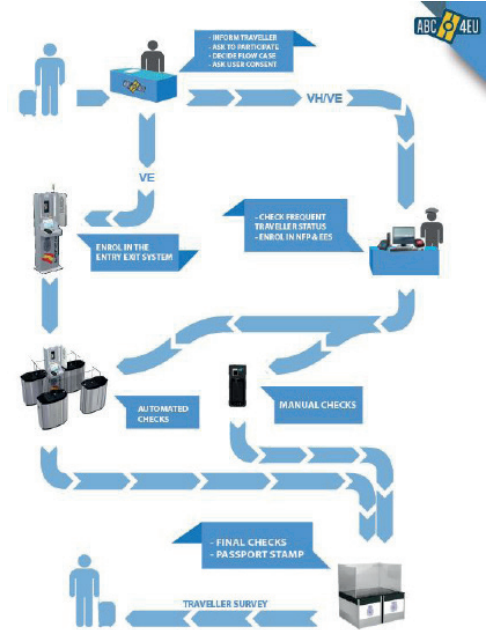 ABC 4EU
- INFORM TRAVELLER
- ASK TO PARTICIPATE
- DECIDE FLOW CASE
- ASK USER CONSENT
VH/VE
VE
- CHECK FREQUENT
TRAVELLER STATUS
- ENROL IN NFP & EES
ENROL IN THE
ENTRY EXIT SYSTEM
AUTOMATED
CHECKS
MANUAL CHECKS
- FINAL CHECKS
- PASSPORT STAMP
TRAVELLER SURVEY